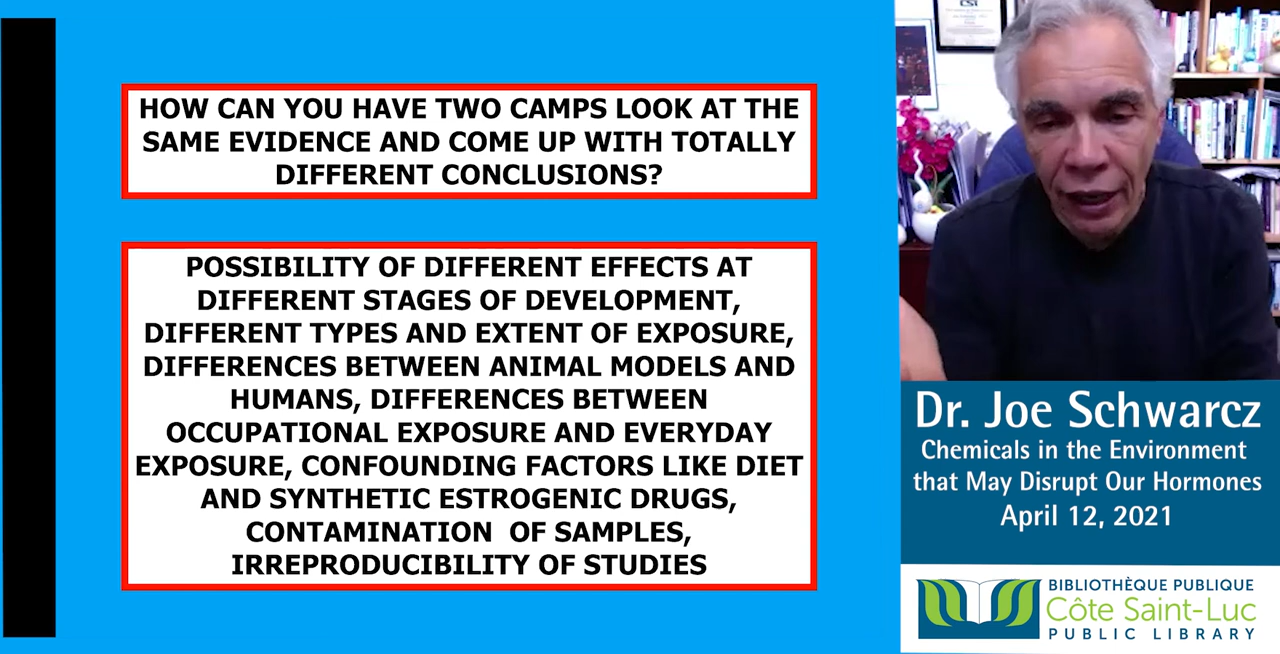 HOW CAN YOU HAVE TWO CAMPS LOOK AT THE
SAME EVIDENCE AND COME UP WITH TOTALLY
DIFFERENT CONCLUSIONS?
POSSIBILITY OF DIFFERENT EFFECTS AT
DIFFERENT STAGES OF DEVELOPMENT,
DIFFERENT TYPES AND EXTENT OF EXPOSURE,
DIFFERENCES BETWEEN ANIMAL MODELS AND
HUMANS, DIFFERENCES BETWEEN
OCCUPATIONAL EXPOSURE AND EVERYDAY
EXPOSURE, CONFOUNDING FACTORS LIKE DIET
AND SYNTHETIC ESTROGENIC DRUGS,
CONTAMINATION OF SAMPLES,
IRREPRODUCIBILITY OF STUDIES
CSI
Dr. Joe Schwarcz
Chemicals in the Environment
that May Disrupt Our Hormones
April 12, 2021
BIBLIOTHÈQUE PUBLIQUE
Côte Saint-Luc
PUBLIC LIBRARY